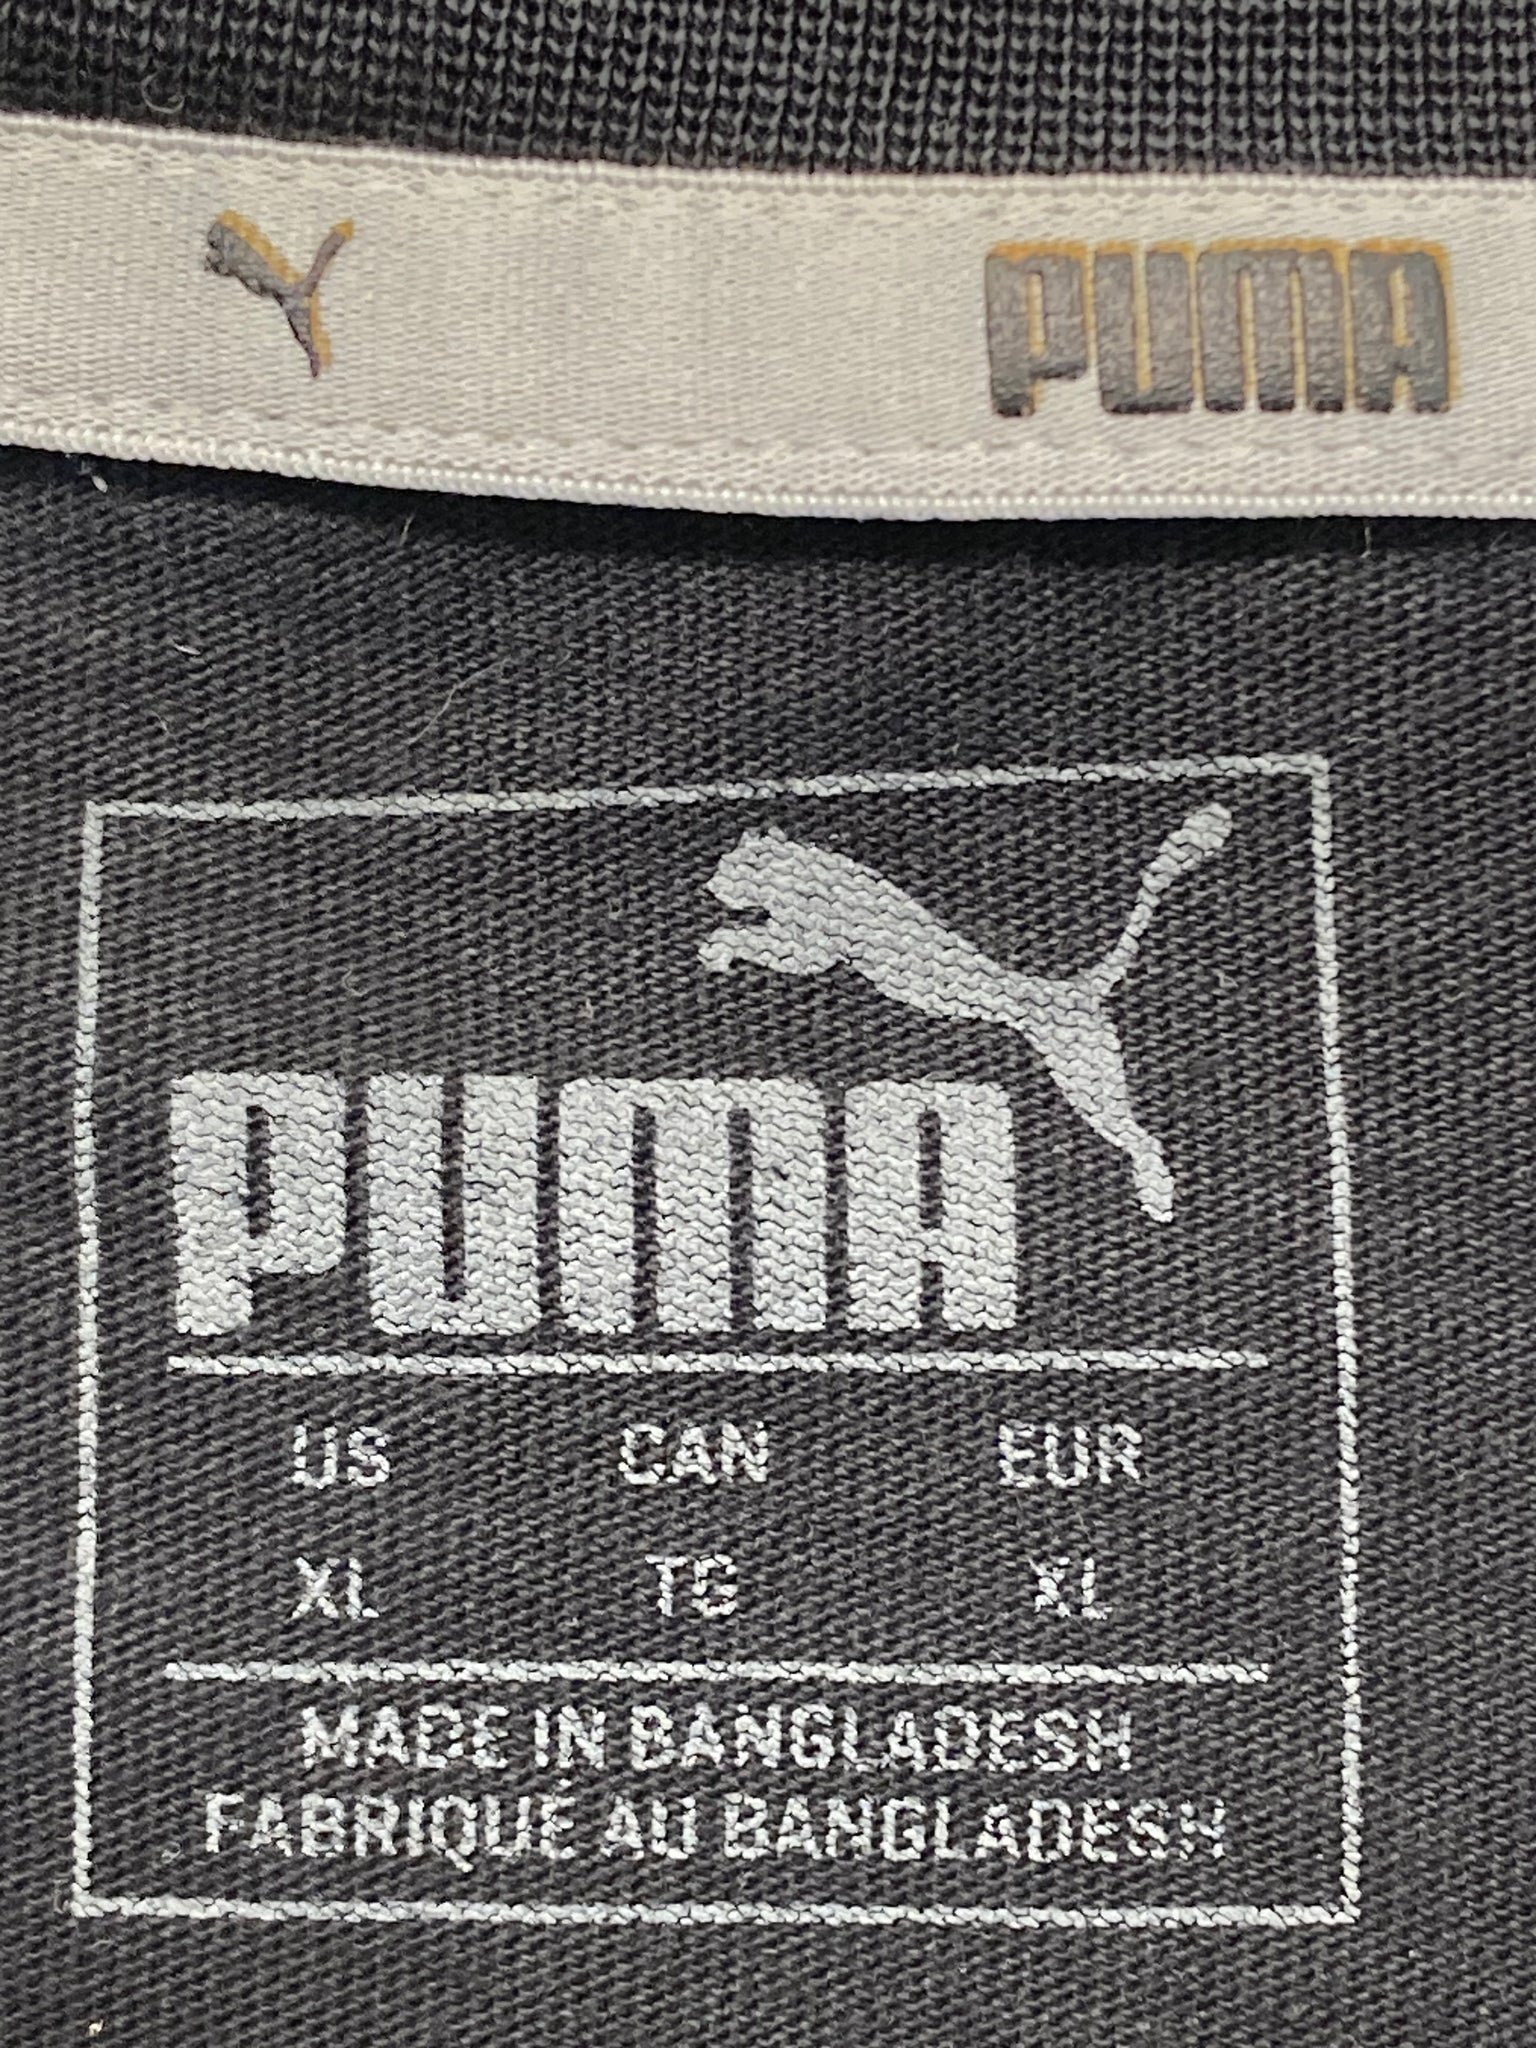 PUMA
PUMA
US CAN EUR
XL TG XL
MADE IN BANGLADESH
FABRIQUÉ AU BANGLADESH